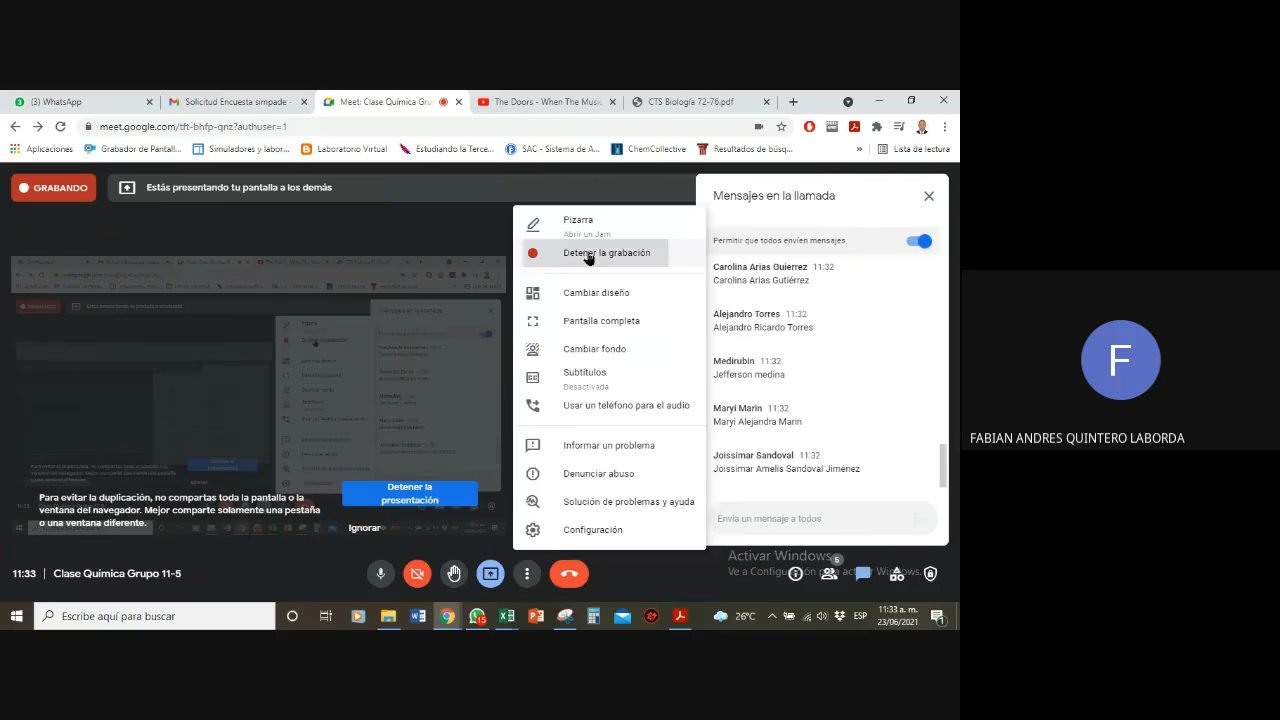 (3) WhatsApp
Solicitud Encuesta simpade -
Meet: Clase Química Gru
The Doors - When The Music
CTS Biología 72-76.pdf
meet.google.com/tft-bhfp-qnz?authuser=1
Aplicaciones
Grabador de Pantall...
Simuladores y labor...
Laboratorio Virtual
Estudiando la Terce...
SAC - Sistema de A...
ChemCollective
Resultados de búsq...
»
Lista de lectura
GRABANDO
Estás presentando tu pantalla a los demás
Pizarra
Abrir un Jam
Detener la grabación
Cambiar diseño
Pantalla completa
Cambiar fondo
Subtítulos
Desactivada
Usar un teléfono para el audio
Informar un problema
Denunciar abuso
Solución de problemas y ayuda
Configuración
Mensajes en la llamada
Permitir que todos envíen mensajes
Carolina Arias Guierrez 11:32
Carolina Arias Gutiérrez
Alejandro Torres 11:32
Alejandro Ricardo Torres
Medirubin 11:32
Jefferson medina
Maryi Marin 11:32
Maryi Alejandra Marin
Joissimar Sandoval 11:32
Joissimar Amelis Sandoval Jiménez
Envía un mensaje a todos
Para evitar la duplicación, no compartas toda la pantalla o la
ventana del navegador. Mejor comparte solamente una pestaña
o una ventana diferente.
Detener la
presentación
Ignorar
Activar Windows
Ve a Configuración para activar Windows.
11:33 Clase Química Grupo 11-5
5
Escribe aquí para buscar
15
26°C
ESP
11:33 a. m.
23/06/2021
1
F
FABIAN ANDRES QUINTERO LABORDA